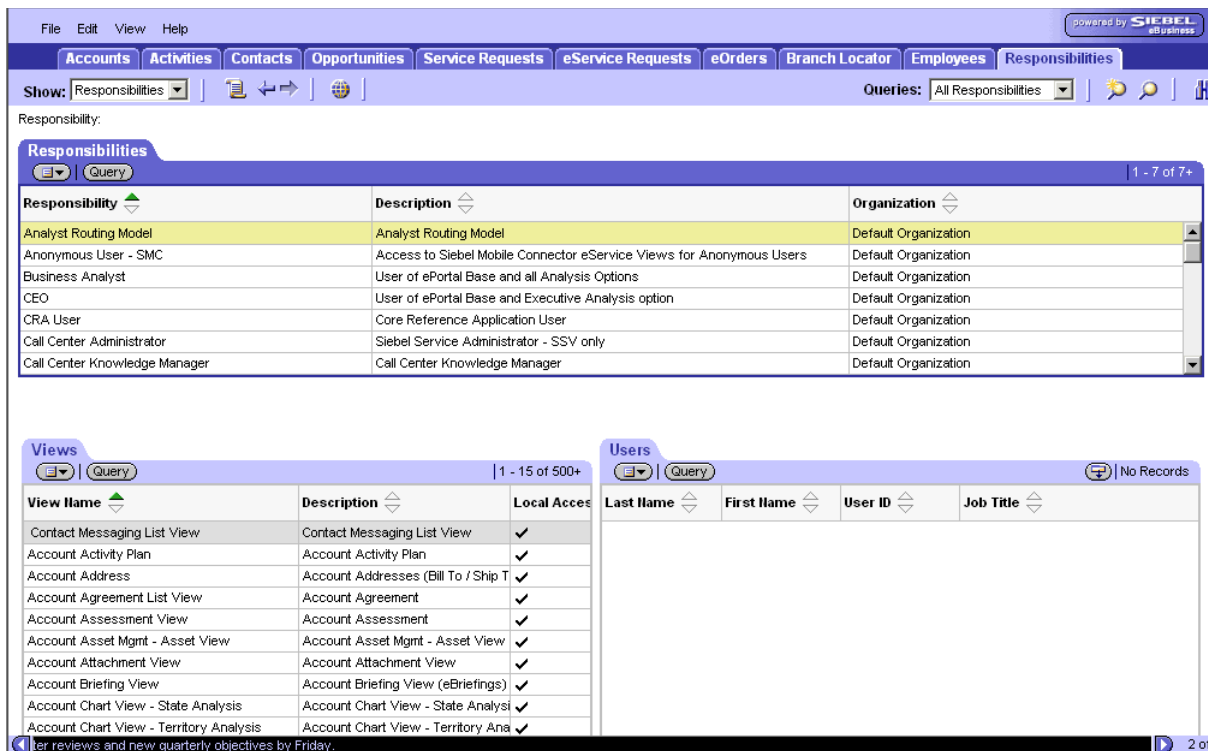 File Edit View Help
powered by SIEBEL eBusiness
Accounts Activities Contacts Opportunities Service Requests eService Requests eOrders Branch Locator Employees Responsibilities
Show: Responsibilities Queries: All Responsibilities
Responsibility:
Responsibilities
Query 1 - 7 of 7+
Responsibility Description Organization
Analyst Routing Model Analyst Routing Model Default Organization
Anonymous User - SMC Access to Siebel Mobile Connector eService Views for Anonymous Users Default Organization
Business Analyst User of ePortal Base and all Analysis Options Default Organization
CEO User of ePortal Base and Executive Analysis option Default Organization
CRA User Core Reference Application User Default Organization
Call Center Administrator Siebel Service Administrator - SSV only Default Organization
Call Center Knowledge Manager Call Center Knowledge Manager Default Organization
Views Users
Query 1 - 15 of 500+ Query No Records
View Name Description Local Acces Last Name First Name User ID Job Title
Contact Messaging List View Contact Messaging List View
Account Activity Plan Account Activity Plan
Account Address Account Addresses (Bill To / Ship T
Account Agreement List View Account Agreement
Account Assessment View Account Assessment
Account Asset Mgmt - Asset View Account Asset Mgmt - Asset View
Account Attachment View Account Attachment View
Account Briefing View Account Briefing View (eBriefings)
Account Chart View - State Analysis Account Chart View - State Analysi
Account Chart View - Territory Analysis Account Chart View - Territory Ana
ter reviews and new quarterly objectives by Friday. 2 of